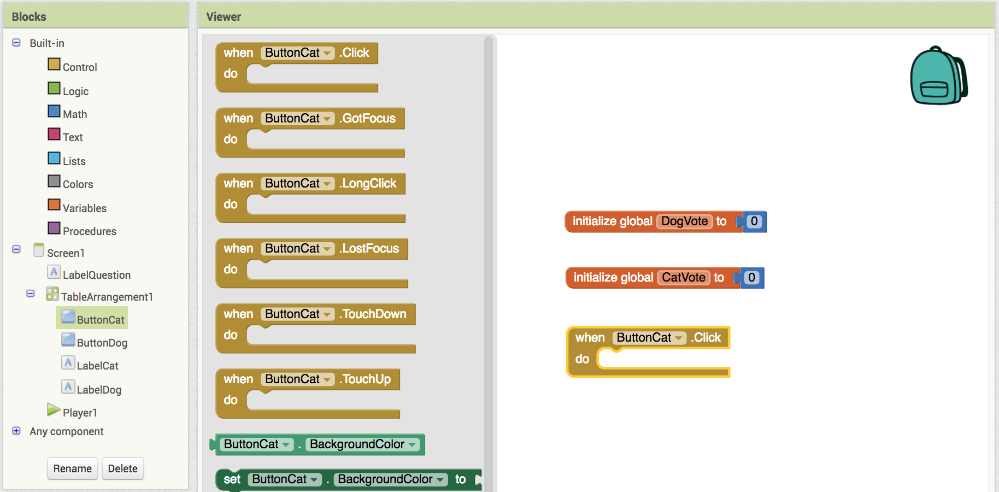 Blocks
Built-in
Control
Logic
Math
Text
Lists
Colors
Variables
Procedures
Screen1
LabelQuestion
TableArrangement1
ButtonCat
ButtonDog
LabelCat
LabelDog
Player1
Any component
Rename Delete
Viewer
when ButtonCat .Click
do
when ButtonCat .GotFocus
do
when ButtonCat .LongClick
do
when ButtonCat .LostFocus
do
when ButtonCat .TouchDown
do
when ButtonCat .TouchUp
do
ButtonCat . BackgroundColor
set ButtonCat . BackgroundColor to
initialize global DogVote to 0
initialize global CatVote to 0
when ButtonCat .Click
do